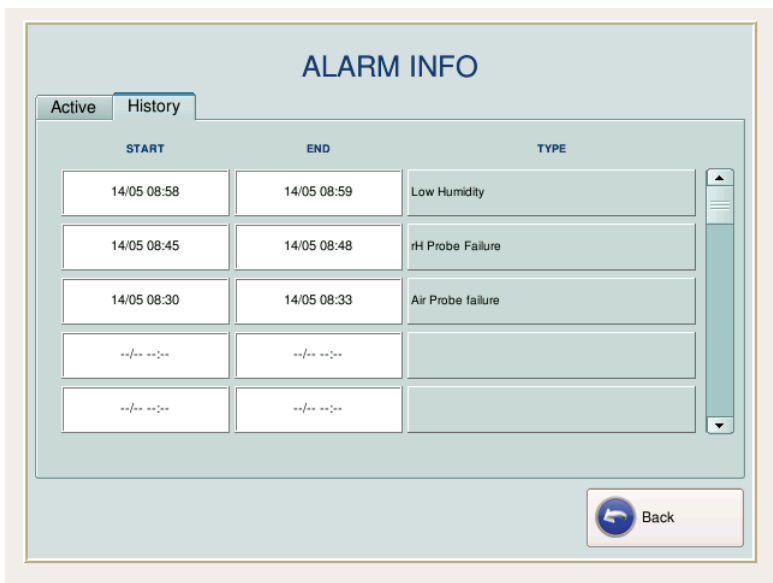 ALARM INFO
Active History
START END TYPE
14/05 08:58 14/05 08:59 Low Humidity
14/05 08:45 14/05 08:48 rH Probe Failure
14/05 08:30 14/05 08:33 Air Probe failure
--/-- --:-- --/-- --:--
--/-- --:-- --/-- --:--
Back